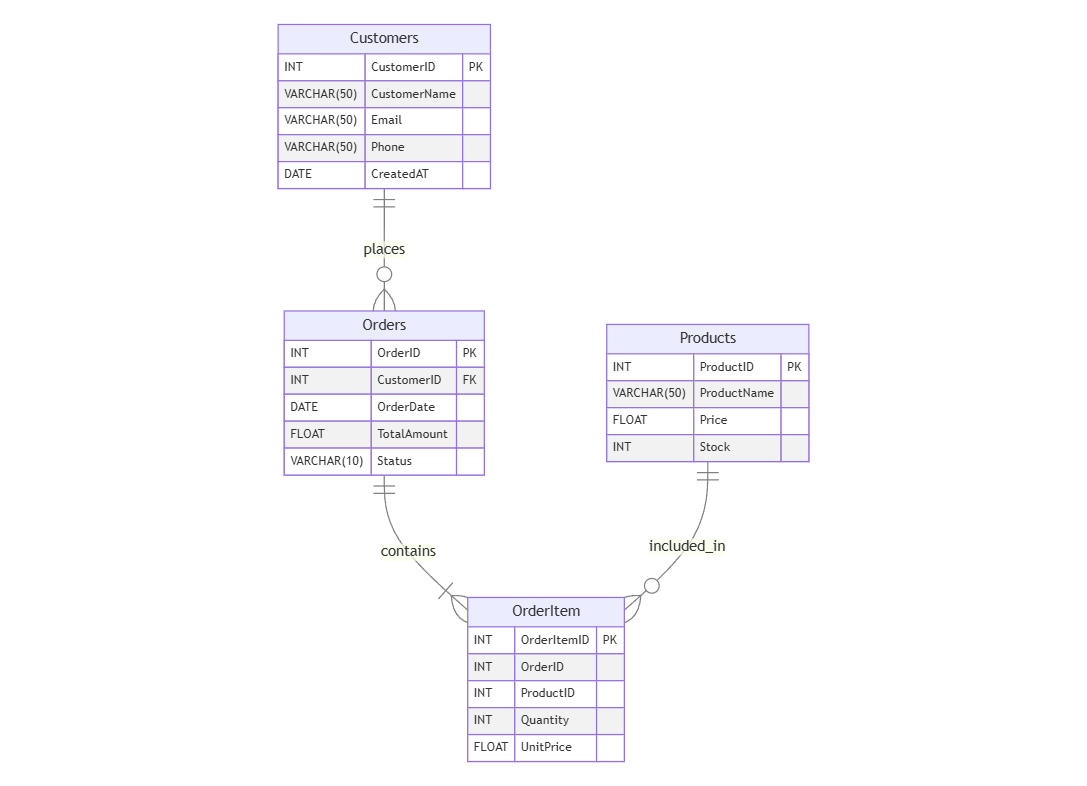 Customers
INT CustomerID PK
VARCHAR(50) CustomerName
VARCHAR(50) Email
VARCHAR(50) Phone
DATE CreatedAT
places
Orders
INT OrderID PK
INT CustomerID FK
DATE OrderDate
FLOAT TotalAmount
VARCHAR(10) Status
Products
INT ProductID PK
VARCHAR(50) ProductName
FLOAT Price
INT Stock
contains
included_in
OrderItem
INT OrderItemID PK
INT OrderID
INT ProductID
INT Quantity
FLOAT UnitPrice